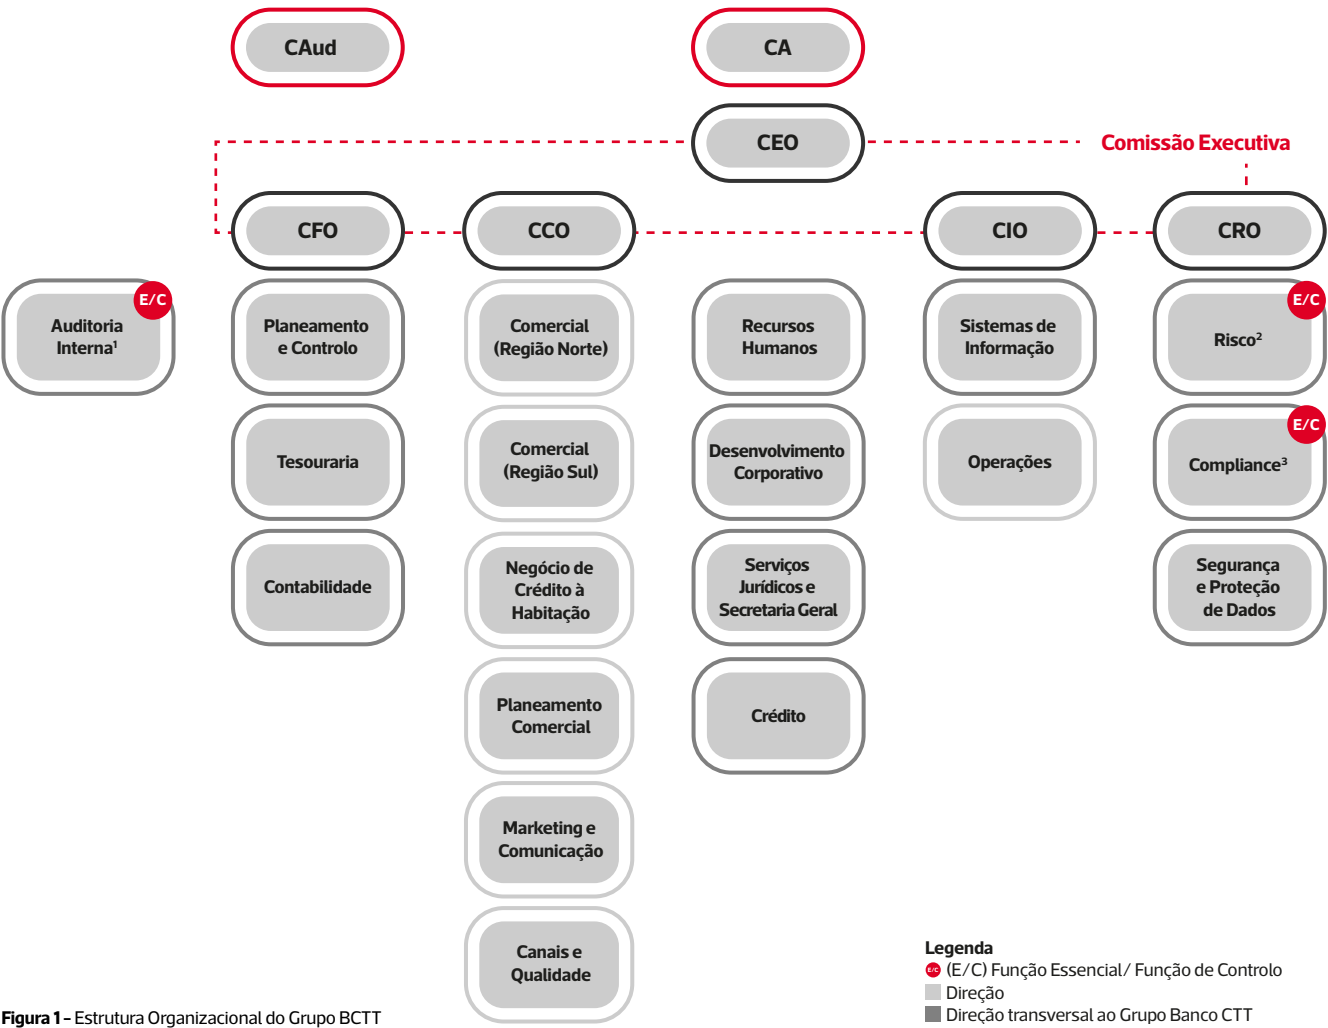 CAud
CA
CEO
Comissão Executiva
CFO
CCO
CIO
CRO
E/C
Auditoria
Interna¹
Planeamento
e Controlo
Comercial
(Região Norte)
Recursos
Humanos
Sistemas de
Informação
E/C
Risco²
Tesouraria
Comercial
(Região Sul)
Desenvolvimento
Corporativo
Operações
E/C
Compliance³
Contabilidade
Negócio de
Crédito à
Habitação
Serviços
Jurídicos e
Secretaria Geral
Segurança
e Proteção
de Dados
Planeamento
Comercial
Crédito
Marketing e
Comunicação
Canais e
Qualidade
Legenda
E/C (E/C) Função Essencial/ Função de Controlo
Direção
Direção transversal ao Grupo Banco CTT
Figura 1 – Estrutura Organizacional do Grupo BCTT